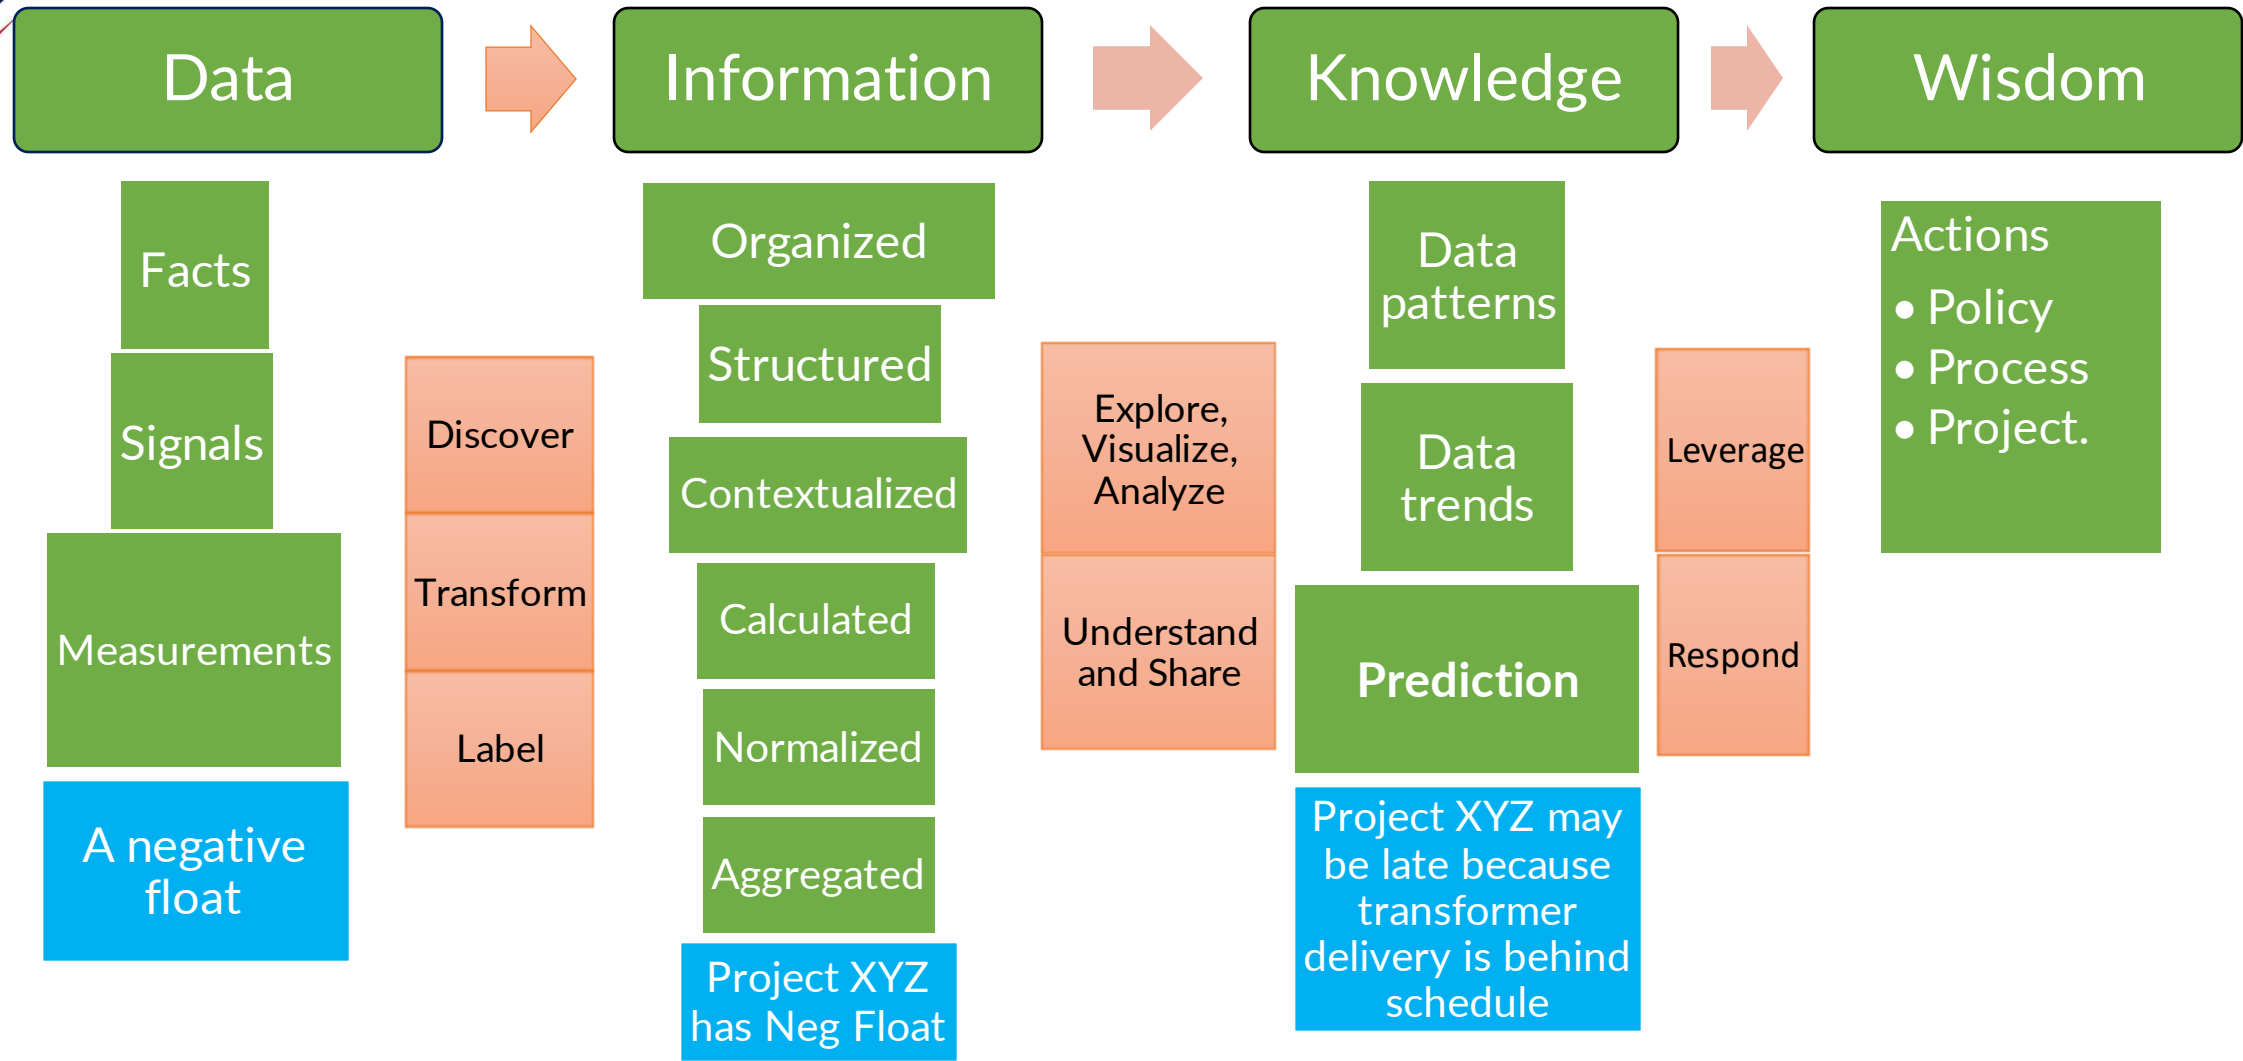 Data
Information
Knowledge
Wisdom
Facts
Signals
Measurements
A negative
float
Discover
Transform
Label
Organized
Structured
Contextualized
Calculated
Normalized
Aggregated
Project XYZ
has Neg Float
Explore,
Visualize,
Analyze
Understand
and Share
Data
patterns
Data
trends
Prediction
Project XYZ may
be late because
transformer
delivery is behind
schedule
Leverage
Respond
Actions
• Policy
• Process
• Project.